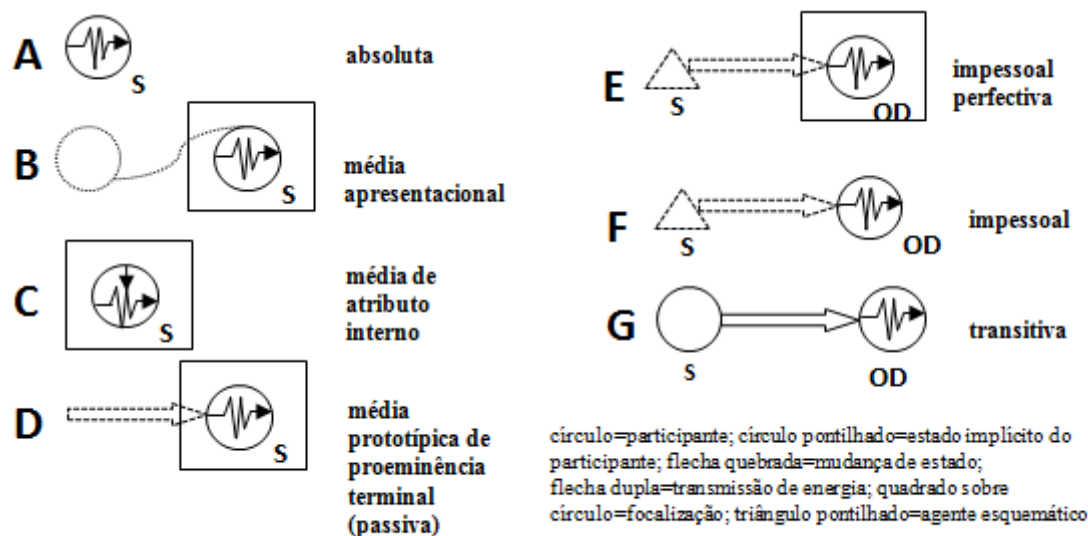 A
S
absoluta
B
S
média
apresentacional
C
S
média de
atributo
interno
D
S
média
prototípica de
proeminência
terminal
(passiva)
E
S
OD
impessoal
perfectiva
F
S
OD
impessoal
G
S
OD
transitiva
círculo=participante; círculo pontilhado=estado implícito do
participante; flecha quebrada=mudança de estado;
flecha dupla=transmissão de energia; quadrado sobre
círculo=focalização; triângulo pontilhado=agente esquemático